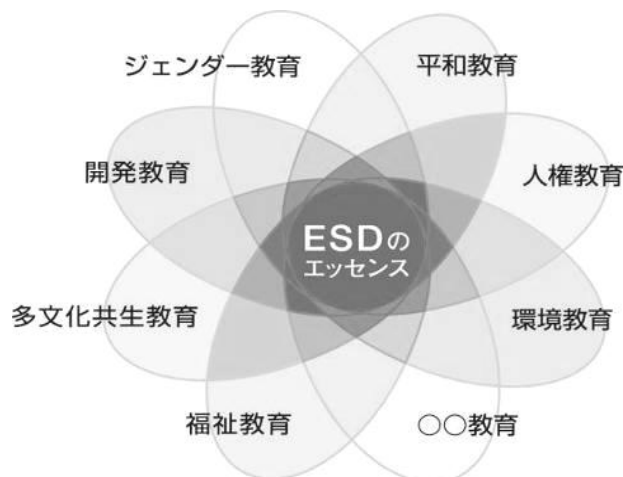 ジェンダー教育
平和教育
開発教育
人権教育
ESDの
エッセンス
多文化共生教育
環境教育
福祉教育
○○教育